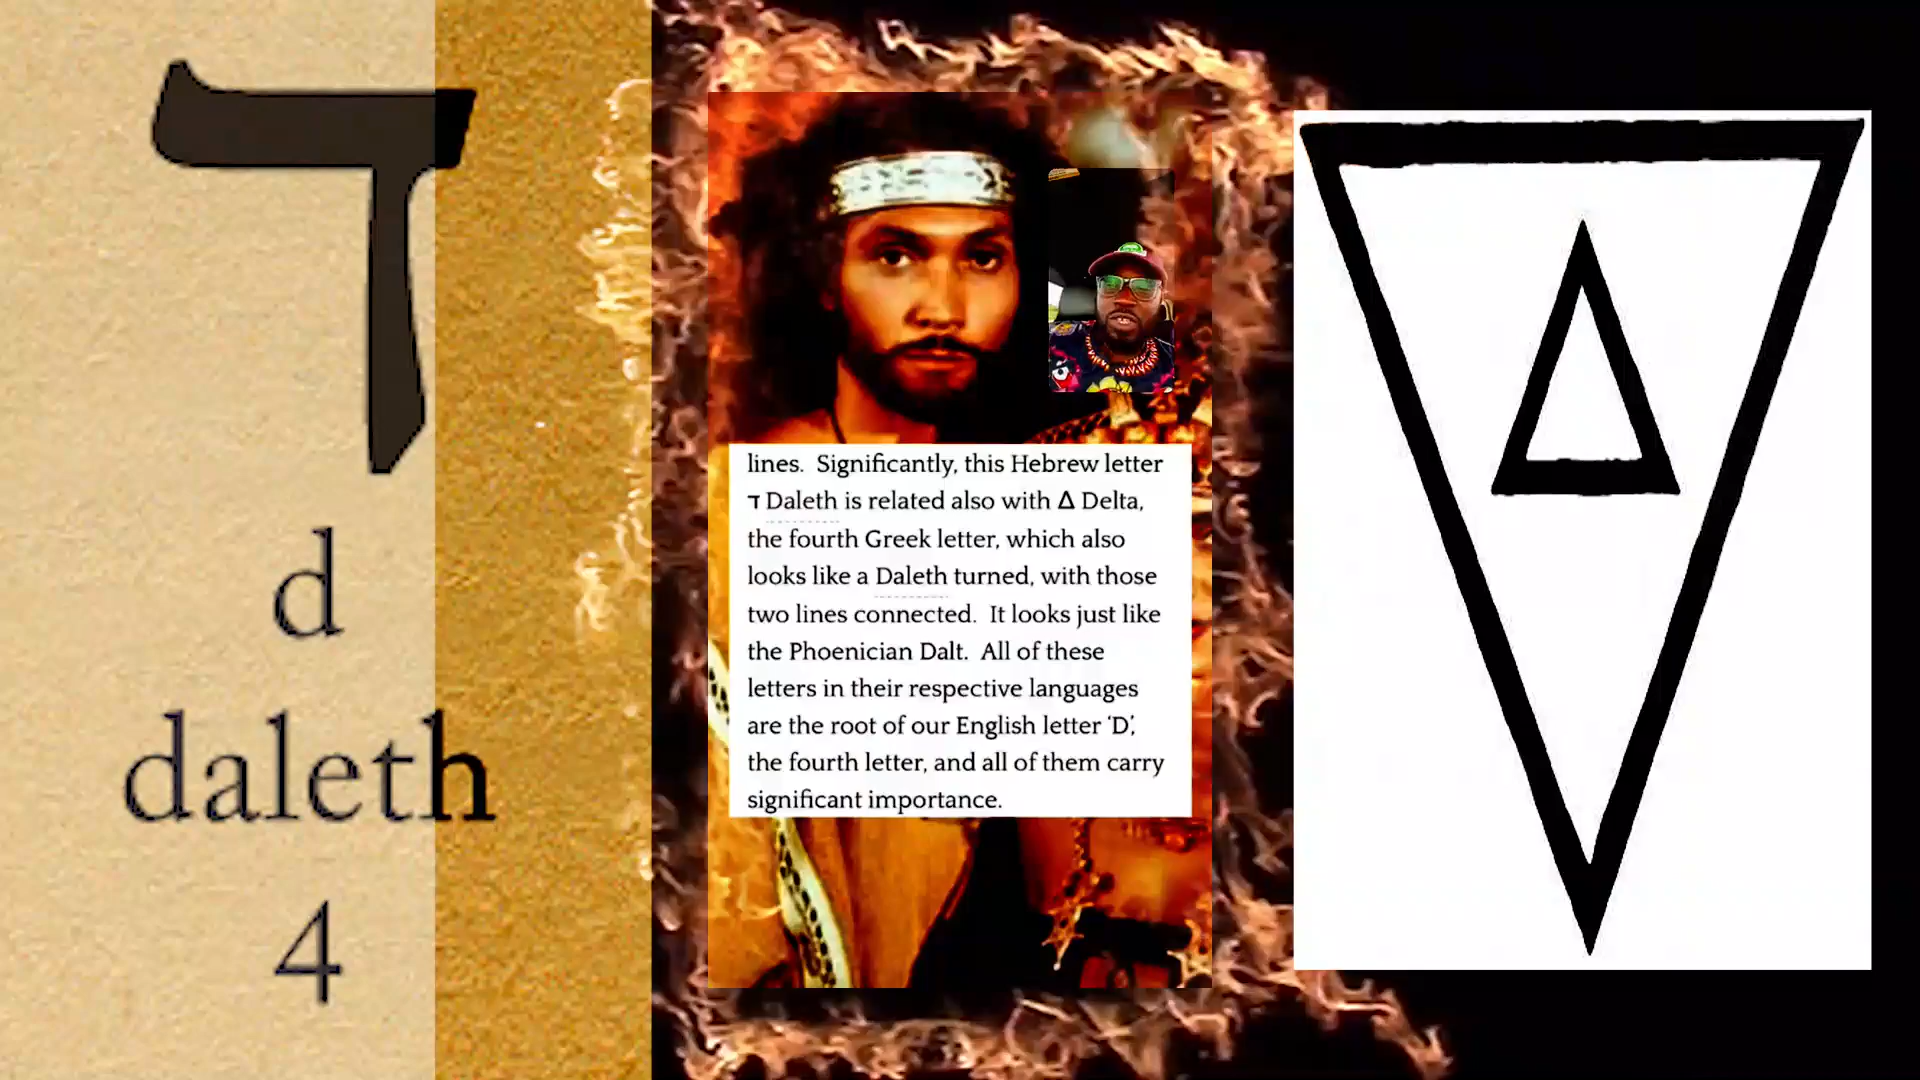 ד
d
daleth
4
lines. Significantly, this Hebrew letter
ד Daleth is related also with Δ Delta,
the fourth Greek letter, which also
looks like a Daleth turned, with those
two lines connected. It looks just like
the Phoenician Dalt. All of these
letters in their respective languages
are the root of our English letter ‘D’,
the fourth letter, and all of them carry
significant importance.